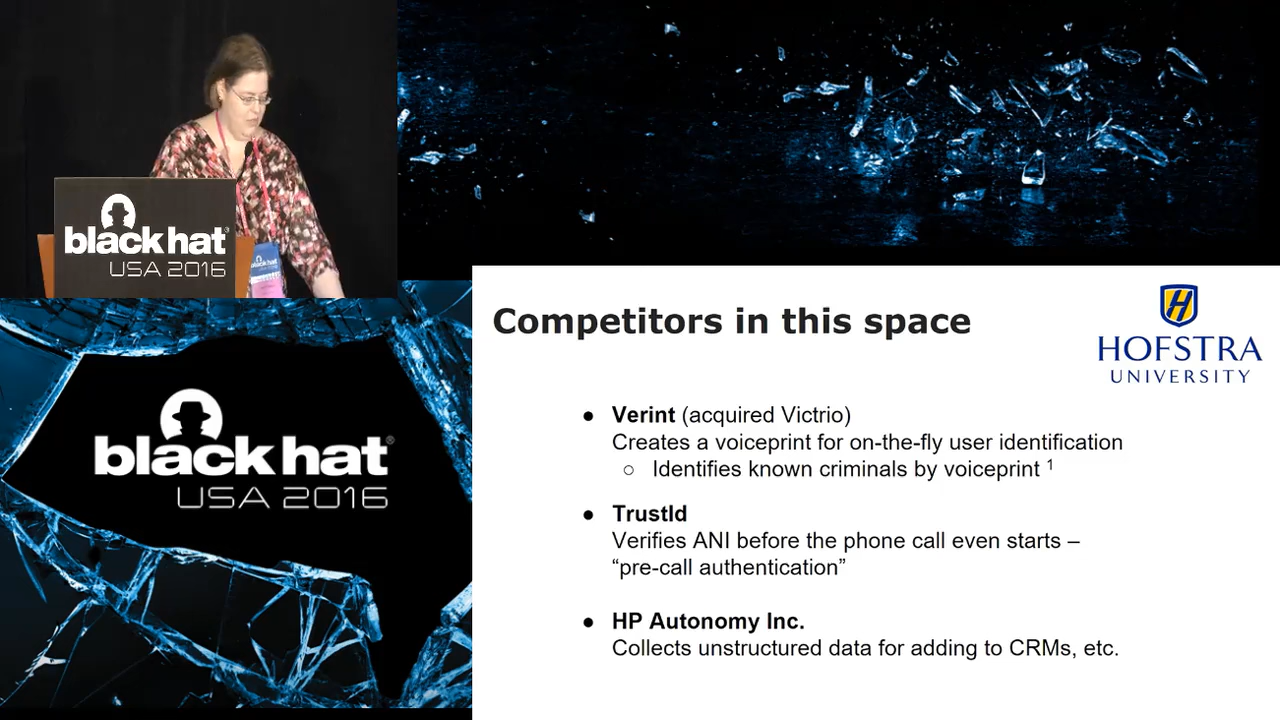 black hat®
USA 2016
black hat
black hat®
USA 2016
Competitors in this space
HOFSTRA
UNIVERSITY
● Verint (acquired Victrio)
Creates a voiceprint for on-the-fly user identification
○ Identifies known criminals by voiceprint ¹
● TrustId
Verifies ANI before the phone call even starts –
“pre-call authentication”
● HP Autonomy Inc.
Collects unstructured data for adding to CRMs, etc.